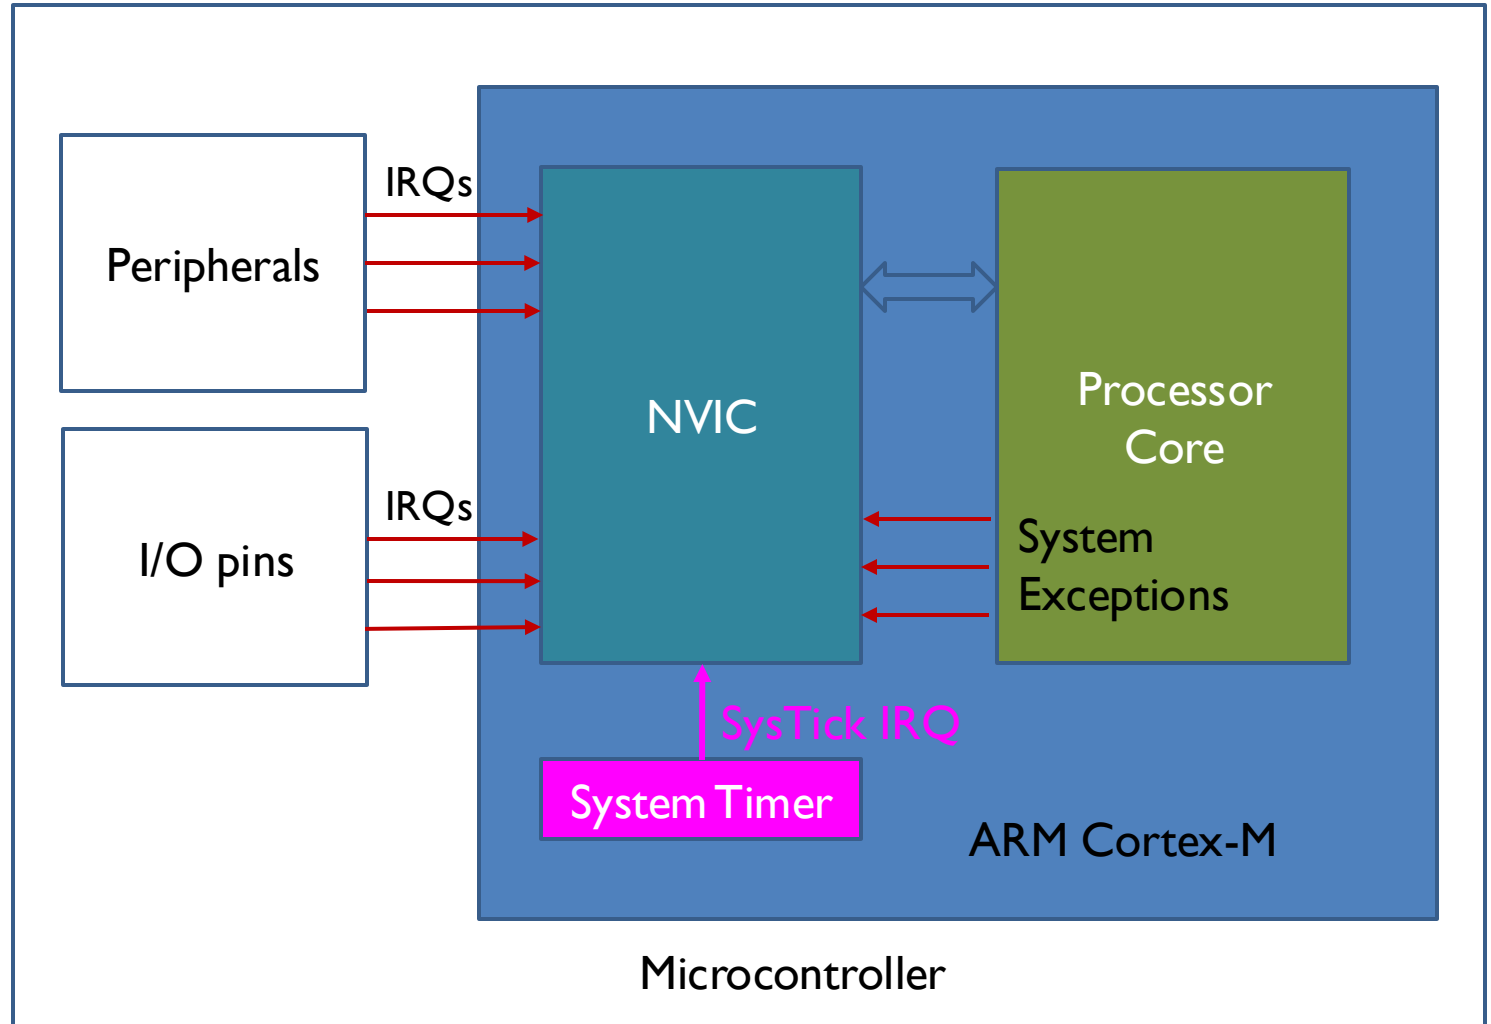 IRQs
Peripherals
NVIC
Processor
Core
IRQs
I/O pins
System
Exceptions
SysTick IRQ
System Timer
ARM Cortex-M
Microcontroller